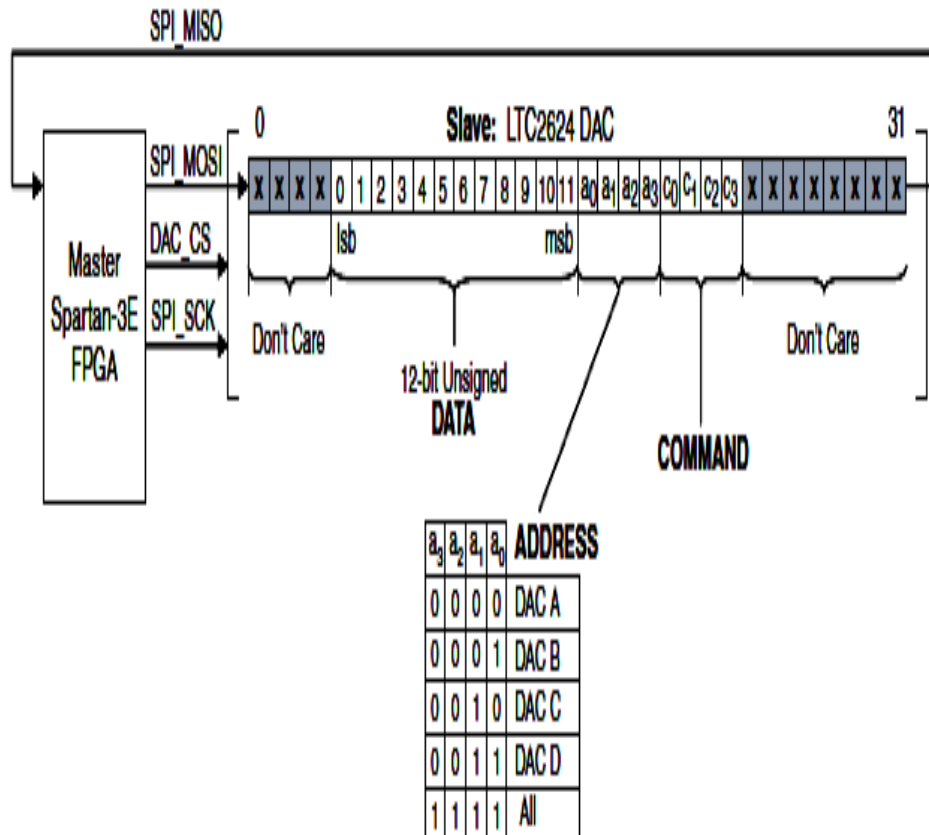 SPI_MISO
0 Slave: LTC2624 DAC 31
SPI_MOSI
X X X X 0 1 2 3 4 5 6 7 8 9 10 11 a0 a1 a2 a3 c0 c1 c2 c3 X X X X X X X X
lsb msb
DAC_CS
Master
Spartan-3E
FPGA
SPI_SCK
Don't Care
12-bit Unsigned
DATA
COMMAND
Don't Care
a3 a2 a1 a0 ADDRESS
0 0 0 0 DAC A
0 0 0 1 DAC B
0 0 1 0 DAC C
0 0 1 1 DAC D
1 1 1 1 All